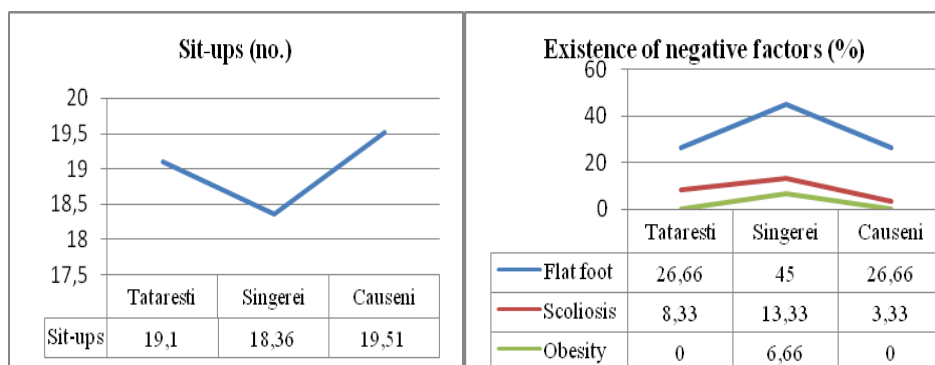 Sit-ups (no.)
20
19,5
19
18,5
18
17,5
Tataresti Singerei Causeni
Sit-ups 19,1 18,36 19,51
Existence of negative factors (%)
60
40
20
0
Tataresti Singerei Causeni
Flat foot 26,66 45 26,66
Scoliosis 8,33 13,33 3,33
Obesity 0 6,66 0